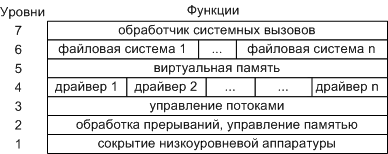 Уровни Функции
7 обработчик системных вызовов
6 файловая система 1 ... файловая система n
5 виртуальная память
4 драйвер 1 драйвер 2 ... ... драйвер n
3 управление потоками
2 обработка прерываний, управление памятью
1 сокрытие низкоуровневой аппаратуры